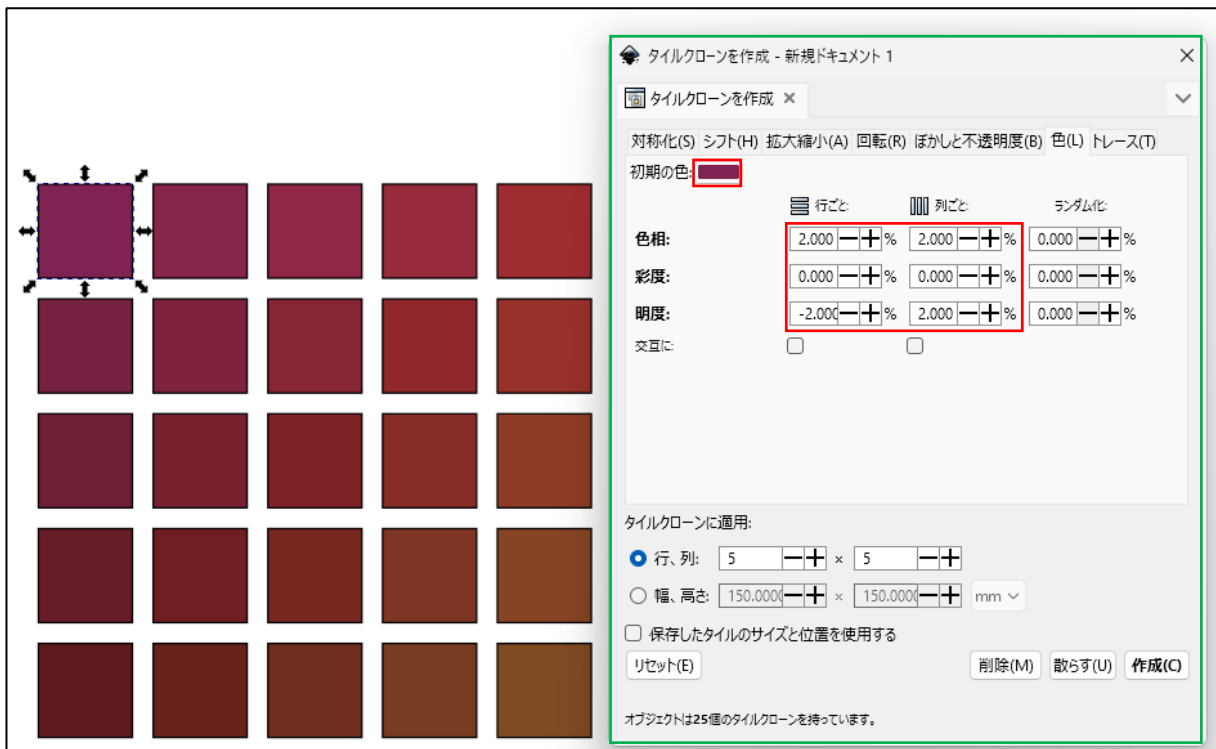 タイルクローンを作成 - 新規ドキュメント 1
タイルクローンを作成
対称化(S) シフト(H) 拡大縮小(A) 回転(R) ぼかしと不透明度(B) 色(L) トレース(T)
初期の色:
行ごと: 列ごと: ランダム化:
色相: 2.000 % 2.000 % 0.000 %
彩度: 0.000 % 0.000 % 0.000 %
明度: -2.000 % 2.000 % 0.000 %
交互に:
タイルクローンに適用:
行、列: 5 × 5
幅、高さ: 150.0000 × 150.0000 mm
保存したタイルのサイズと位置を使用する
リセット(E) 削除(M) 散らす(U) 作成(C)
オブジェクトは25個のタイルクローンを持っています。